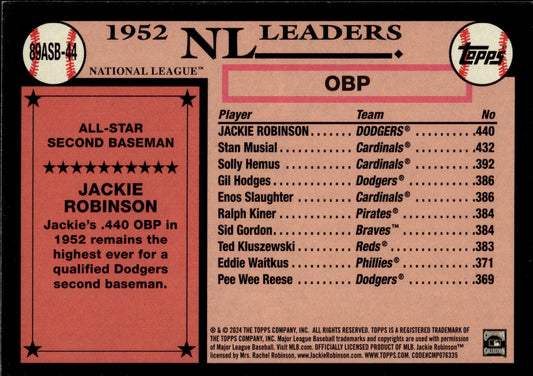 89ASB-44
1952 NL LEADERS
NATIONAL LEAGUE™
Topps
OBP
ALL-STAR
SECOND BASEMAN
JACKIE
ROBINSON
Jackie's .440 OBP in
1952 remains the
highest ever for a
qualified Dodgers
second baseman.
Player Team No
JACKIE ROBINSON......DODGERS®..........440
Stan Musial..........Cardinals®..........432
Solly Hemus..........Cardinals®..........392
Gil Hodges..........Dodgers®..........386
Enos Slaughter..........Cardinals®..........386
Ralph Kiner..........Pirates®..........384
Sid Gordon..........Braves™..........384
Ted Kluszewski..........Reds®..........383
Eddie Waitkus..........Phillies®..........371
Pee Wee Reese..........Dodgers®..........369
® & © 2024 THE TOPPS COMPANY, INC. ALL RIGHTS RESERVED. TOPPS IS A REGISTERED TRADEMARK OF
THE TOPPS COMPANY, INC. Major League Baseball trademarks and copyrights are used with permission
of Major League Baseball. Visit MLB.com. OFFICIALLY LICENSED PRODUCT OF MLB. Jackie Robinson™
licensed by Mrs. Rachel Robinson, www.JackieRobinson.com. WWW.TOPPS.COM. CODE#CMP076335